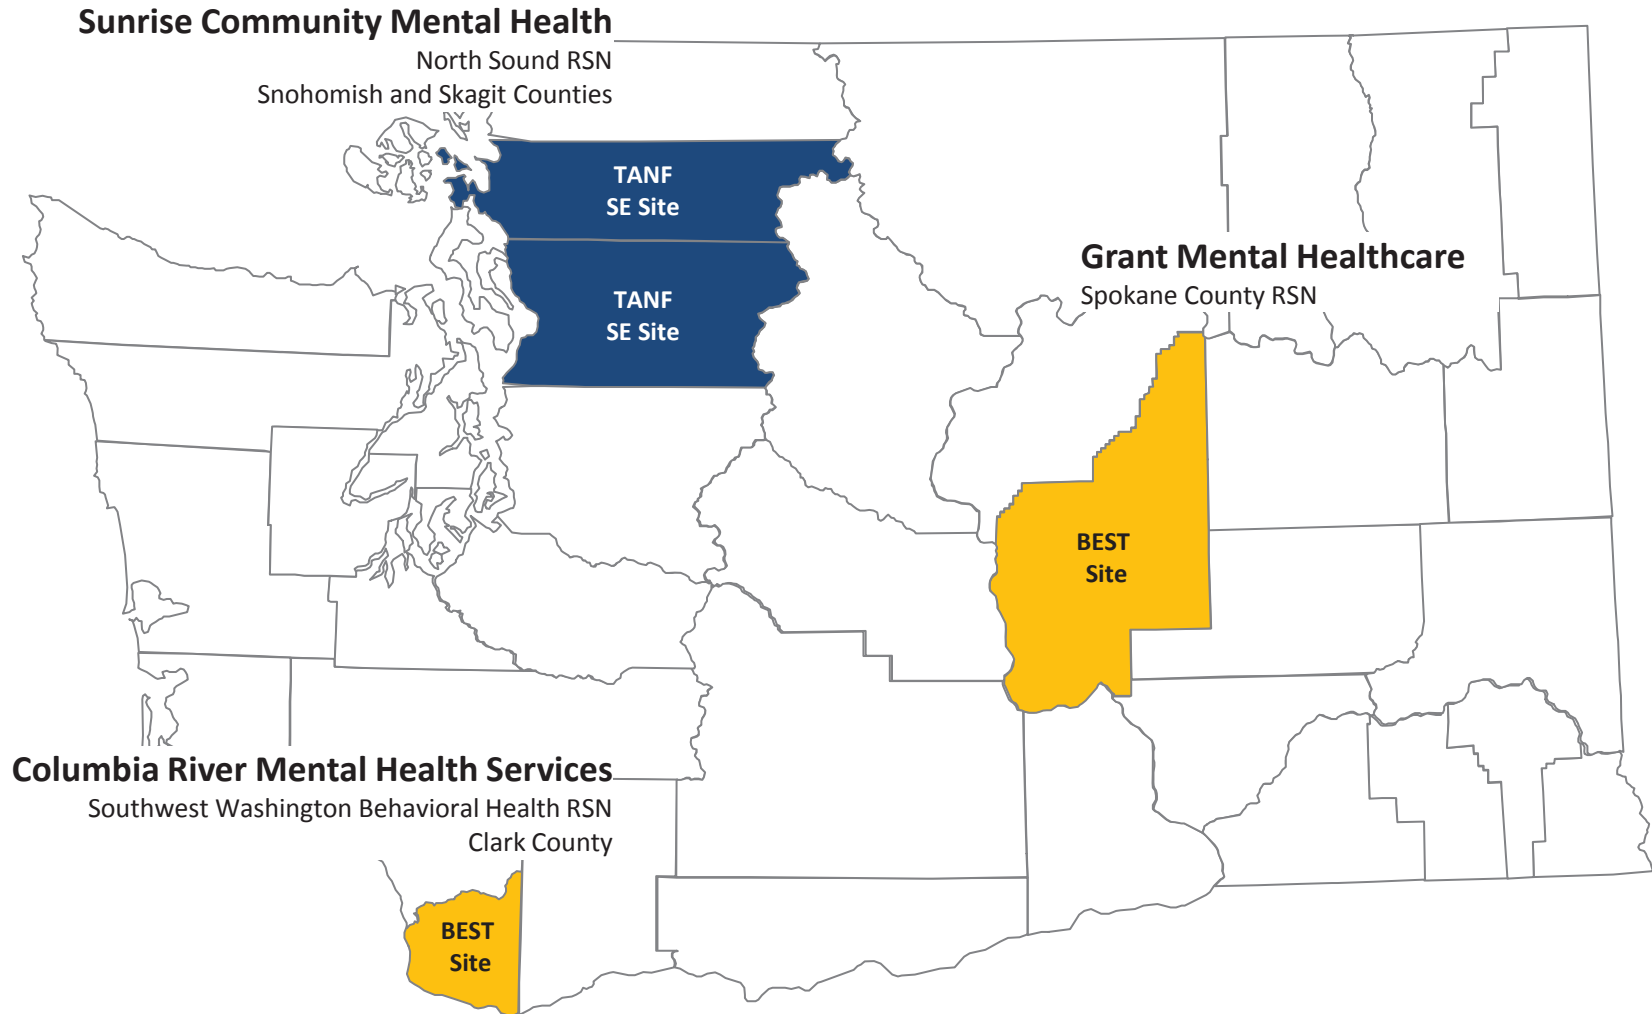 Sunrise Community Mental Health
North Sound RSN
Snohomish and Skagit Counties
TANF
SE Site
TANF
SE Site
Grant Mental Healthcare
Spokane County RSN
BEST
Site
Columbia River Mental Health Services
Southwest Washington Behavioral Health RSN
Clark County
BEST
Site